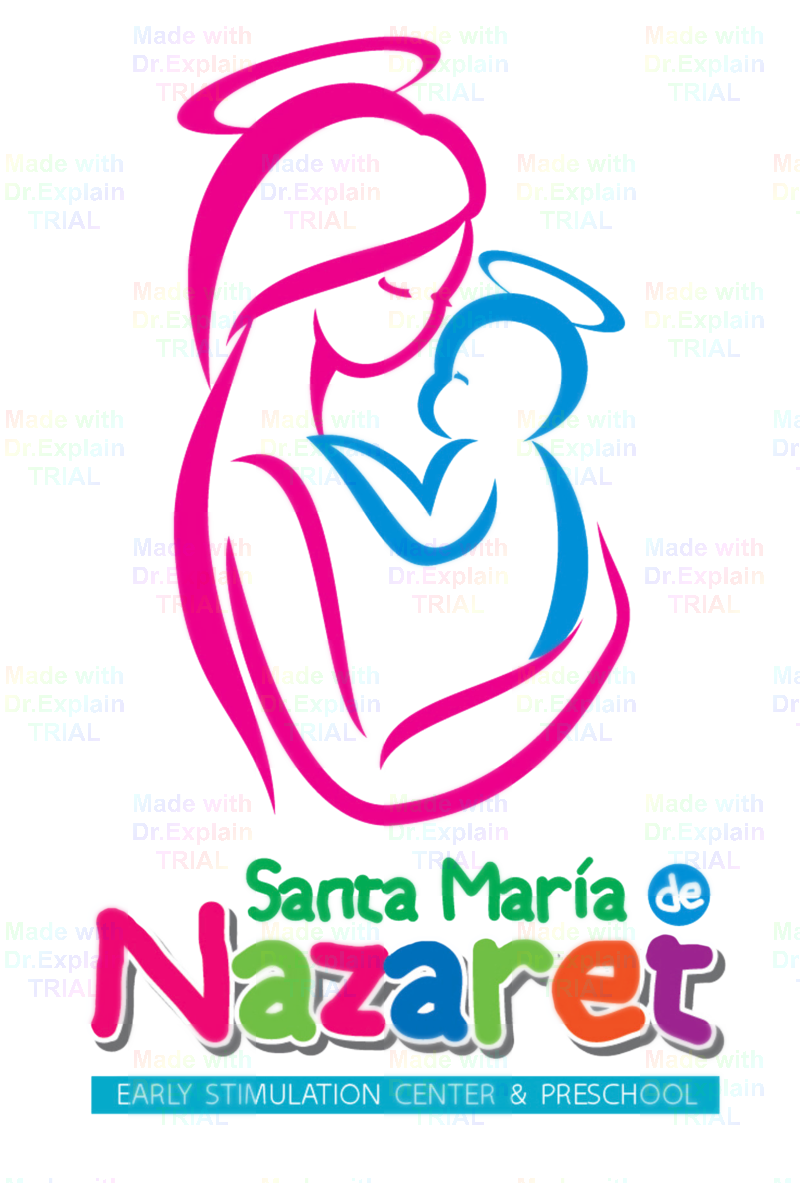 Santa María de
Nazaret
EARLY STIMULATION CENTER & PRESCHOOL
Made with
Dr.Explain
TRIAL